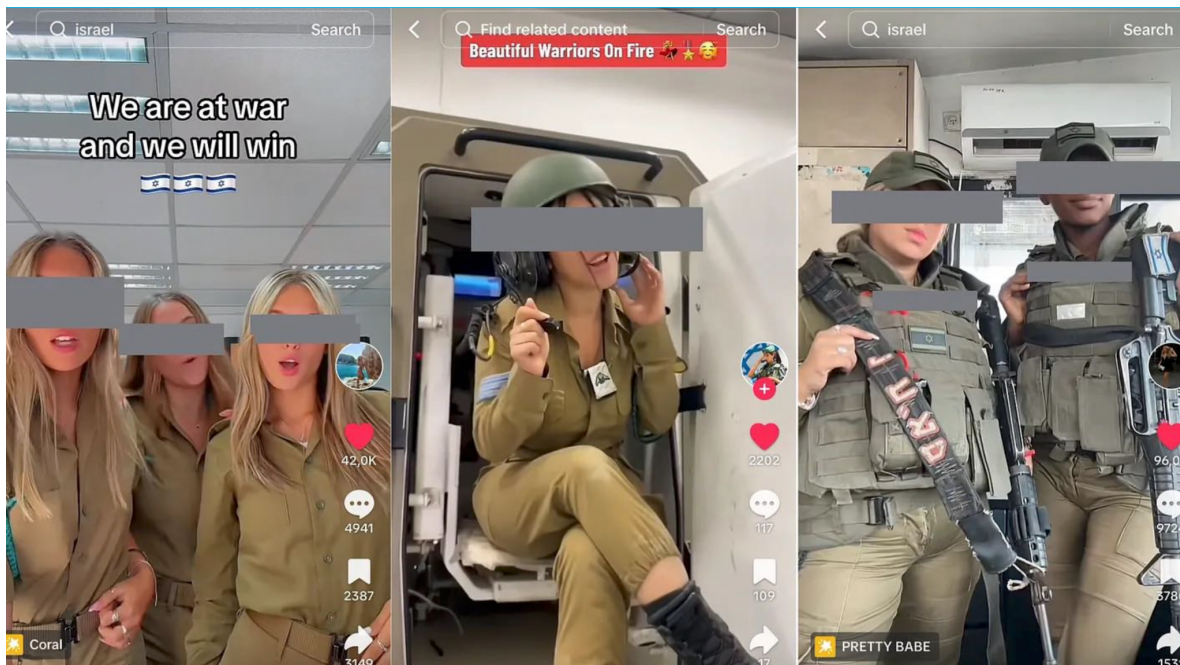 israel
Search
We are at war
and we will win
42,0K
4941
2387
3149
Coral
Find related content
Search
Beautiful Warriors On Fire
2202
117
109
17
israel
Search
96,0
972
378
153
PRETTY BABE